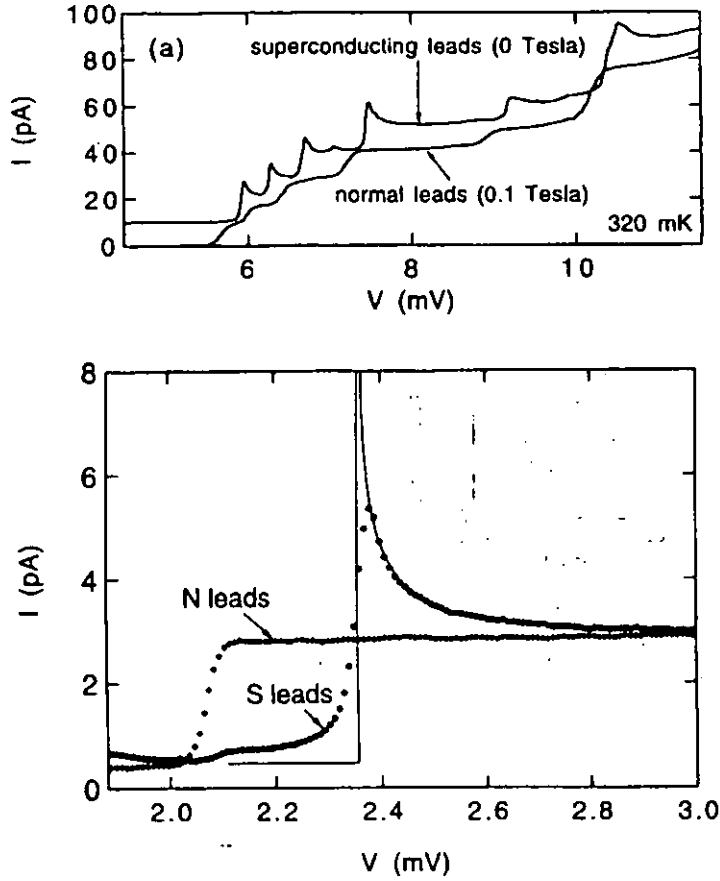 100
80
60
40
20
0
I (pA)
(a)
superconducting leads (0 Tesla)
normal leads (0.1 Tesla)
320 mK
6
8
10
V (mV)
8
6
4
2
0
I (pA)
N leads
S leads
2.0
2.2
2.4
2.6
2.8
3.0
V (mV)